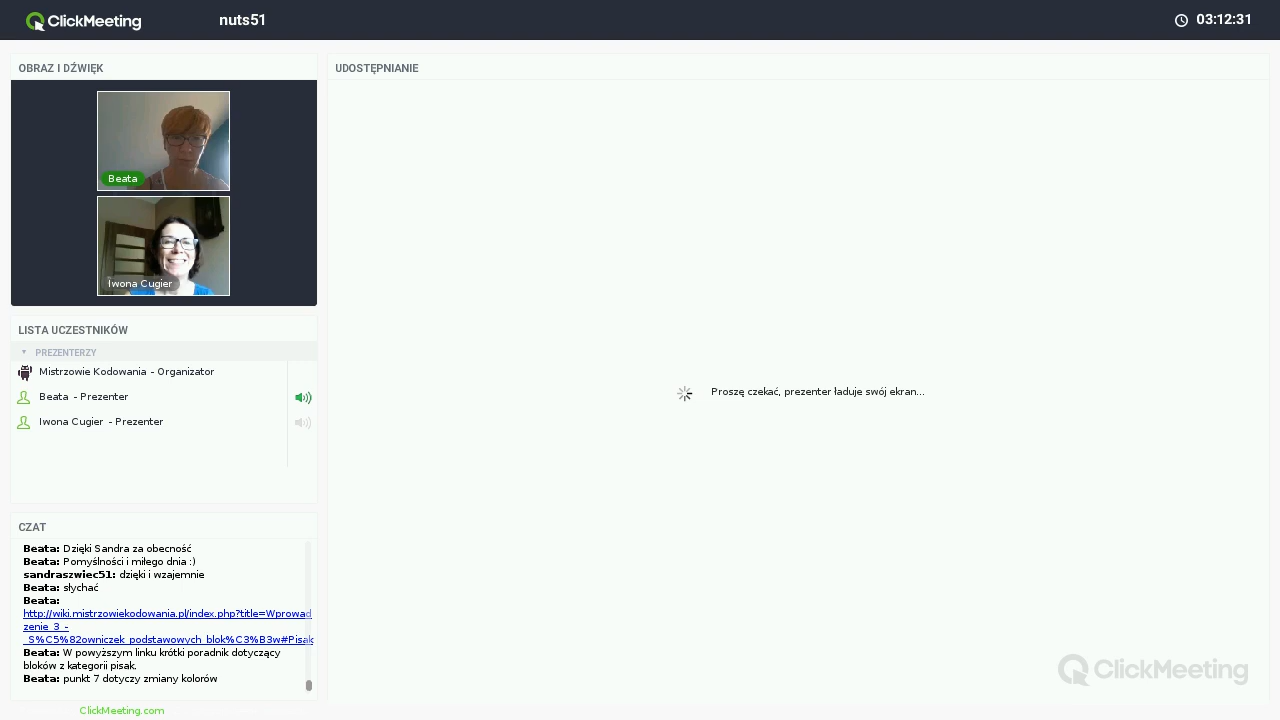 ClickMeeting
nuts51
03:12:31
OBRAZ I DŹWIĘK
Beata
Iwona Cugier
LISTA UCZESTNIKÓW
PREZENTERZY
Mistrzowie Kodowania - Organizator
Beata - Prezenter
Iwona Cugier - Prezenter
CZAT
Beata: Dzięki Sandra za obecność
Beata: Pomyślności i miłego dnia :)
sandraszwiec51: dzięki i wzajemnie
Beata: słychać
Beata:
http://wiki.mistrzowiekodowania.pl/index.php?title=Wprowad
zenie_3_-
_S%C5%82owniczek_podstawowych_blok%C3%B3w#Pisak
Beata: W powyższym linku krótki poradnik dotyczący
bloków z kategorii pisak.
Beata: punkt 7 dotyczy zmiany kolorów
ClickMeeting.com
UDOSTĘPNIANIE
Proszę czekać, prezenter ładuje swój ekran...
ClickMeeting